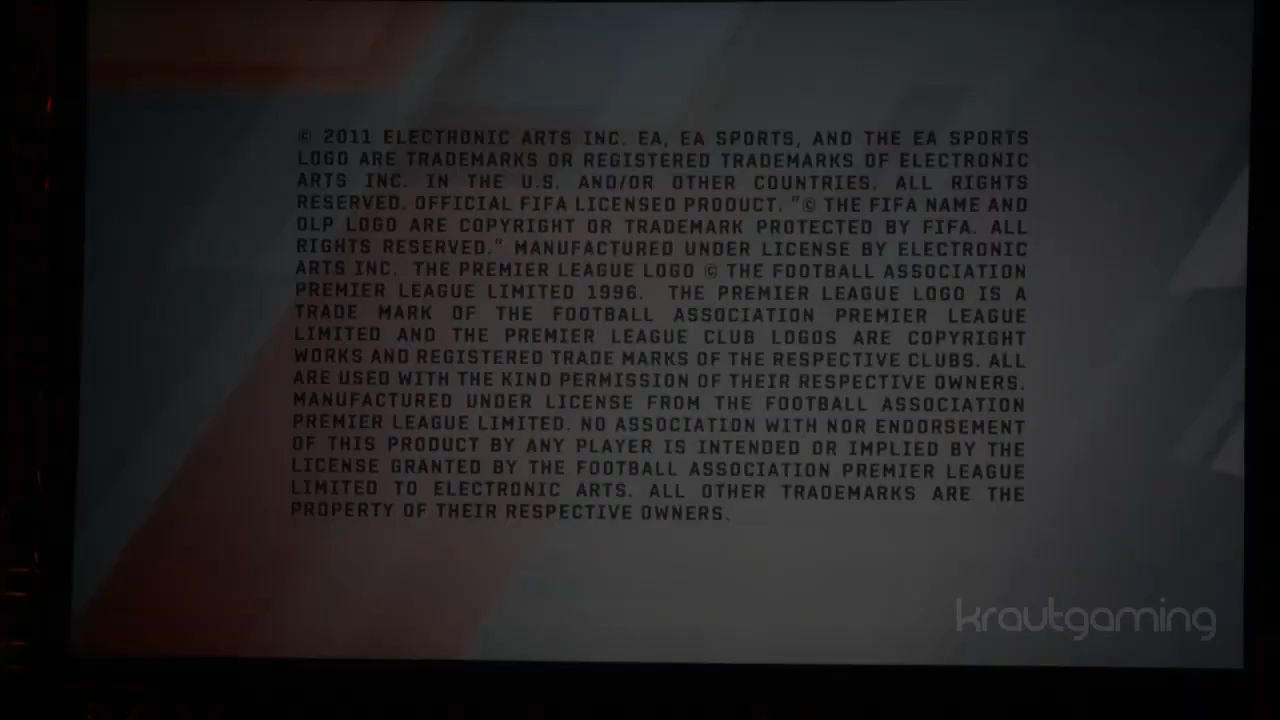 © 2011 ELECTRONIC ARTS INC. EA, EA SPORTS, AND THE EA SPORTS
LOGO ARE TRADEMARKS OR REGISTERED TRADEMARKS OF ELECTRONIC
ARTS INC. IN THE U.S. AND/OR OTHER COUNTRIES. ALL RIGHTS
RESERVED. OFFICIAL FIFA LICENSED PRODUCT. "© THE FIFA NAME AND
OLP LOGO ARE COPYRIGHT OR TRADEMARK PROTECTED BY FIFA. ALL
RIGHTS RESERVED." MANUFACTURED UNDER LICENSE BY ELECTRONIC
ARTS INC. THE PREMIER LEAGUE LOGO © THE FOOTBALL ASSOCIATION
PREMIER LEAGUE LIMITED 1996. THE PREMIER LEAGUE LOGO IS A
TRADE MARK OF THE FOOTBALL ASSOCIATION PREMIER LEAGUE
LIMITED AND THE PREMIER LEAGUE CLUB LOGOS ARE COPYRIGHT
WORKS AND REGISTERED TRADE MARKS OF THE RESPECTIVE CLUBS. ALL
ARE USED WITH THE KIND PERMISSION OF THEIR RESPECTIVE OWNERS.
MANUFACTURED UNDER LICENSE FROM THE FOOTBALL ASSOCIATION
PREMIER LEAGUE LIMITED. NO ASSOCIATION WITH NOR ENDORSEMENT
OF THIS PRODUCT BY ANY PLAYER IS INTENDED OR IMPLIED BY THE
LICENSE GRANTED BY THE FOOTBALL ASSOCIATION PREMIER LEAGUE
LIMITED TO ELECTRONIC ARTS. ALL OTHER TRADEMARKS ARE THE
PROPERTY OF THEIR RESPECTIVE OWNERS.
krautgaming